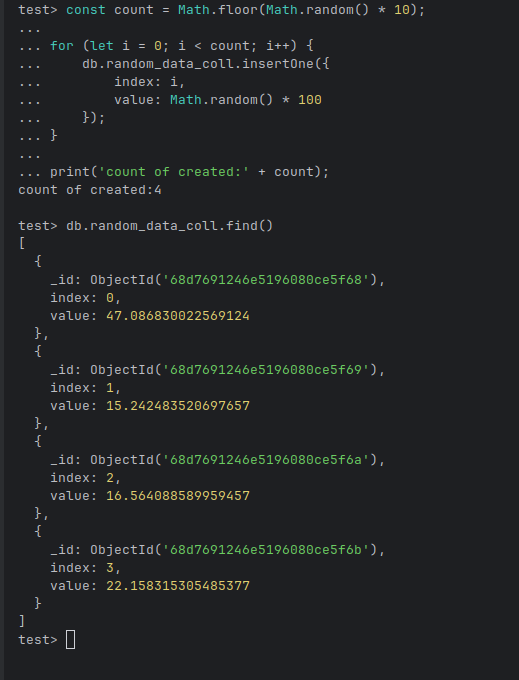 test> const count = Math.floor(Math.random() * 10);
...
... for (let i = 0; i < count; i++) {
...     db.random_data_coll.insertOne({
...         index: i,
...         value: Math.random() * 100
...     });
... }
...
... print('count of created:' + count);
count of created:4

test> db.random_data_coll.find()
[
  {
    _id: ObjectId('68d7691246e5196080ce5f68'),
    index: 0,
    value: 47.086830022569124
  },
  {
    _id: ObjectId('68d7691246e5196080ce5f69'),
    index: 1,
    value: 15.242483520697657
  },
  {
    _id: ObjectId('68d7691246e5196080ce5f6a'),
    index: 2,
    value: 16.564088589959457
  },
  {
    _id: ObjectId('68d7691246e5196080ce5f6b'),
    index: 3,
    value: 22.158315305485377
  }
]
test>